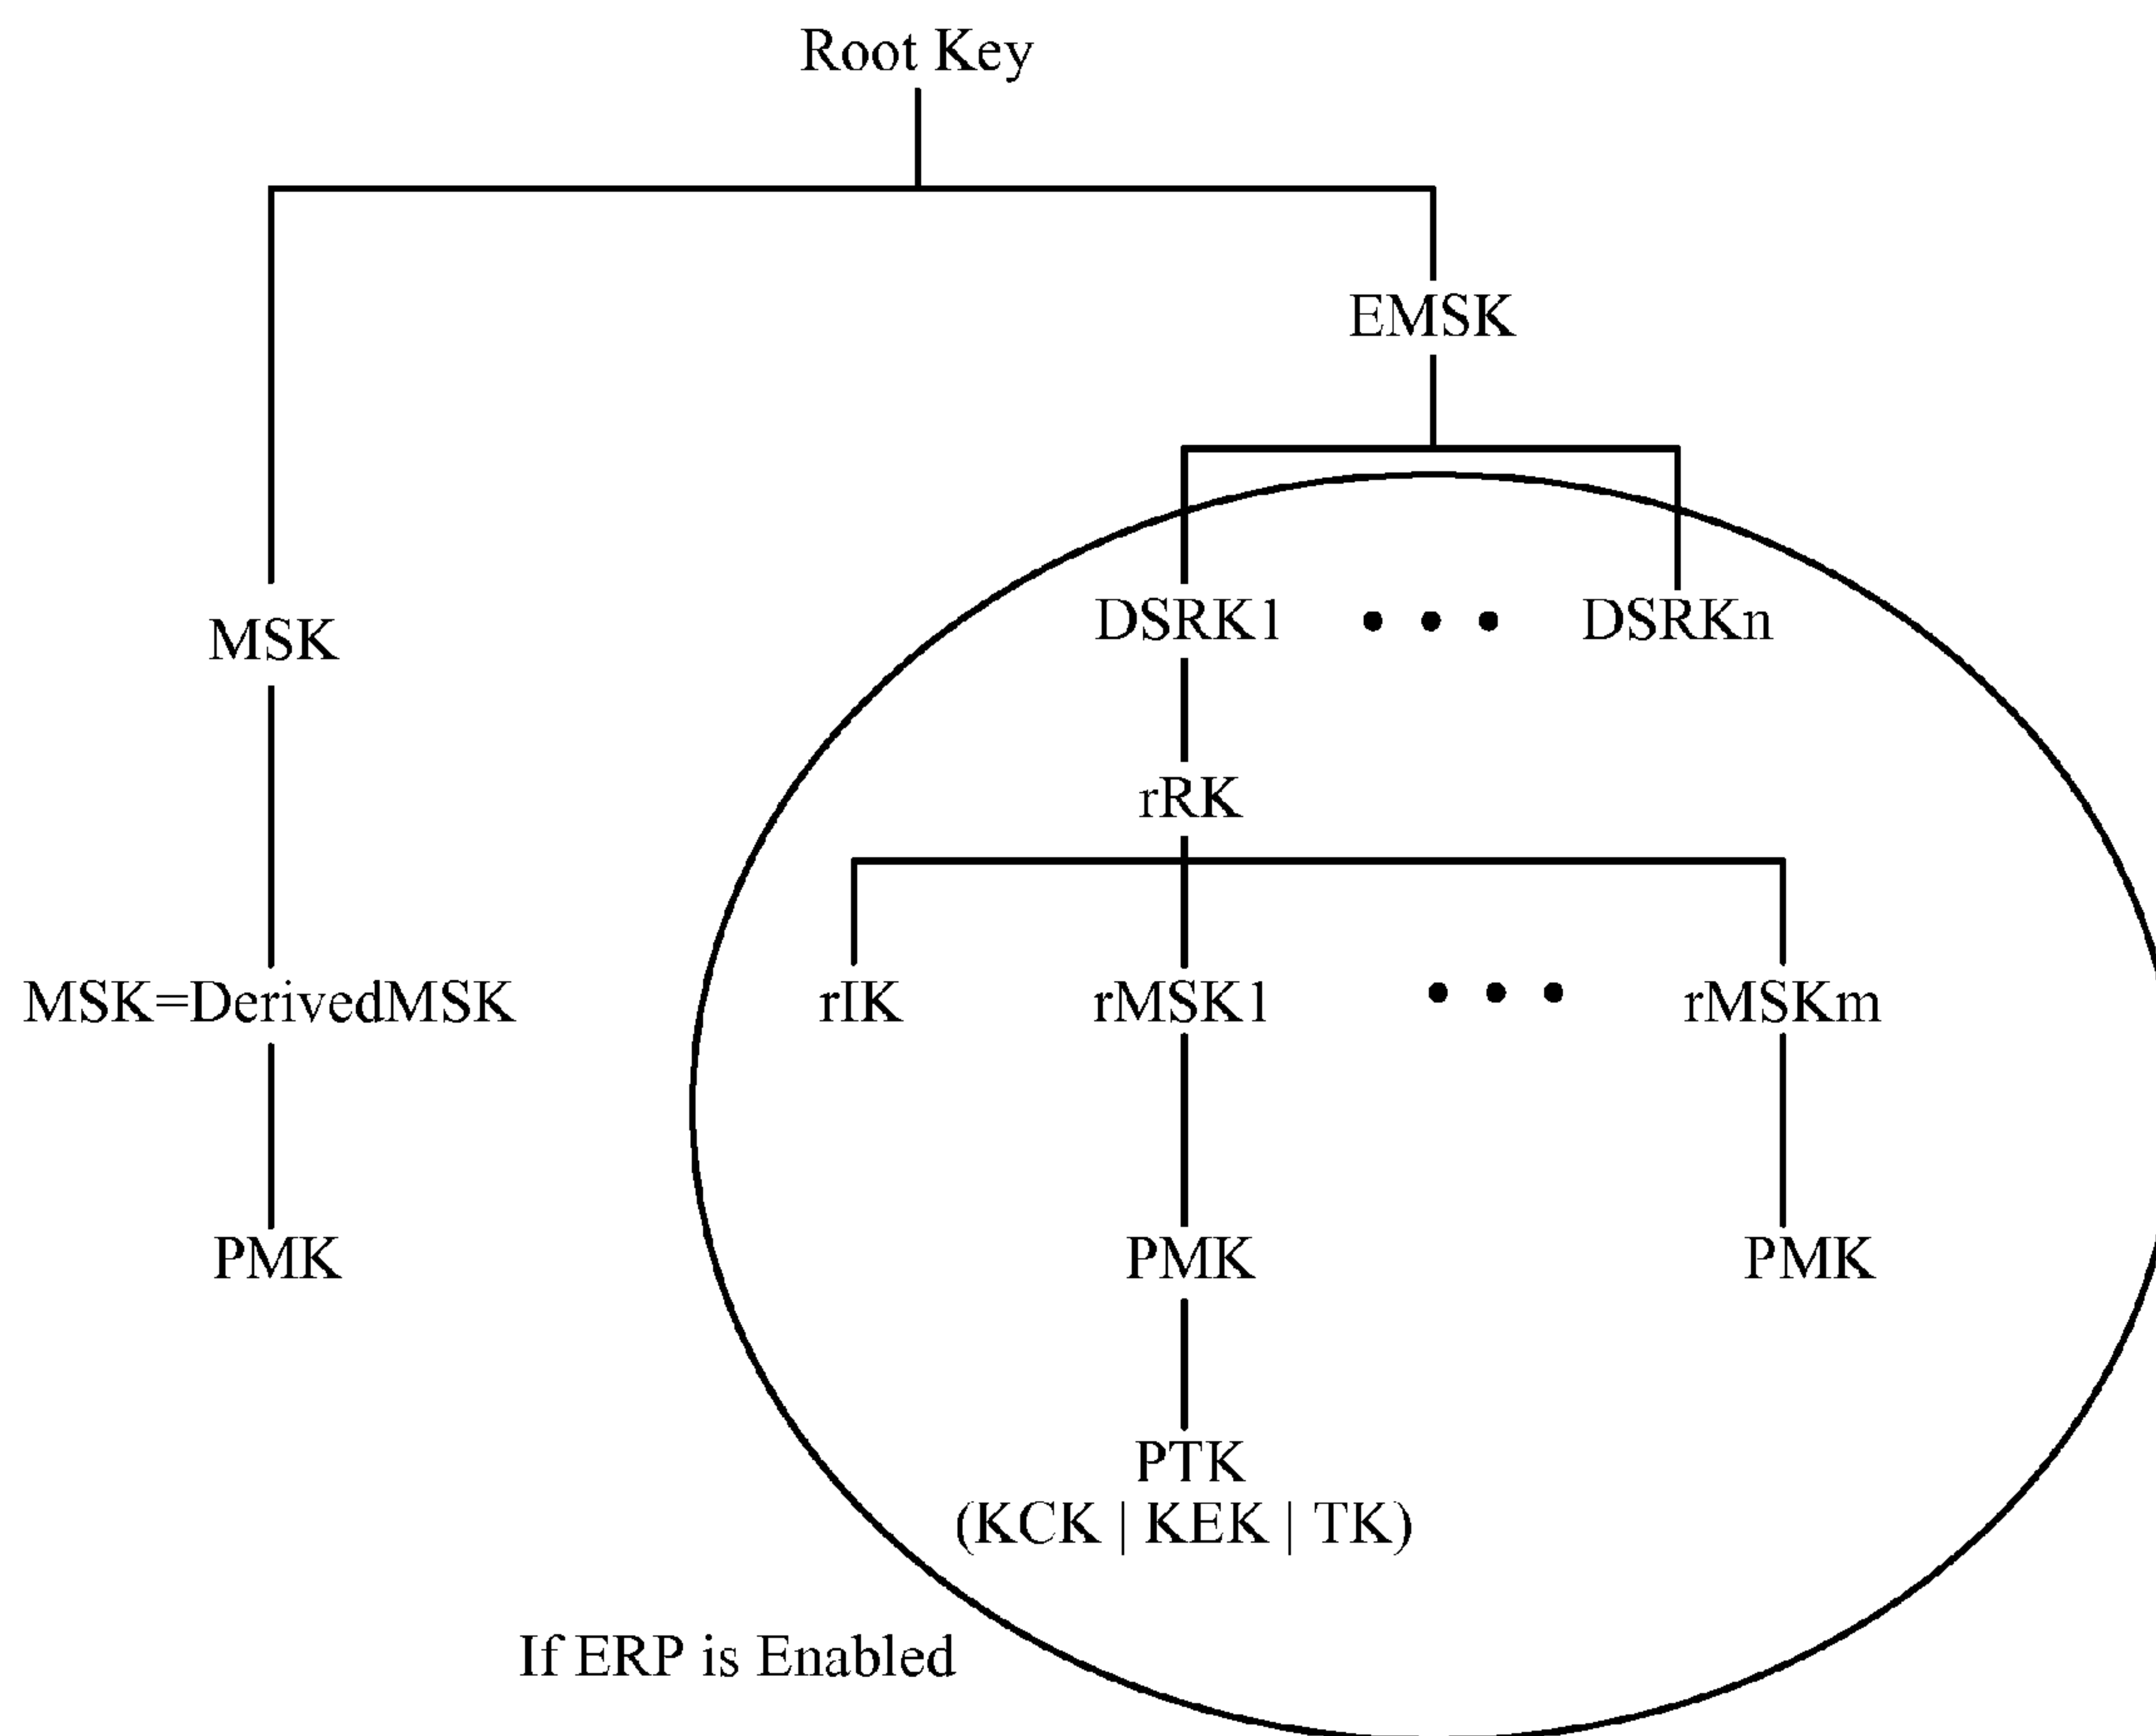 Root Key
EMSK
DSRK1 • • • DSRKn
MSK
rRK
MSK=DerivedMSK
rIK
rMSK1 • • • rMSKm
PMK
PMK
PMK
PTK
(KCK | KEK | TK)
If ERP is Enabled